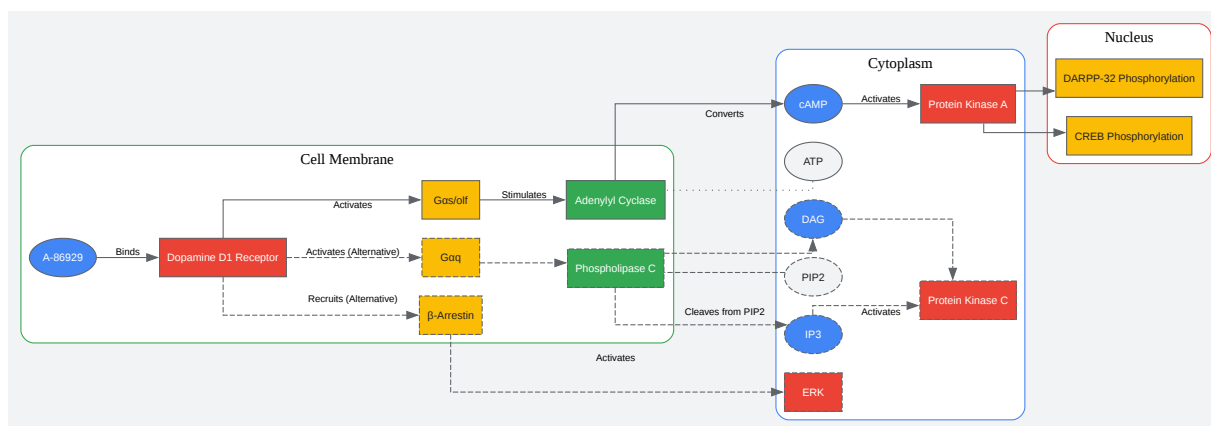 Nucleus
DARPP-32 Phosphorylation
CREB Phosphorylation
Cytoplasm
cAMP
Activates
Protein Kinase A
Converts
ATP
DAG
PIP2
Protein Kinase C
IP3
Activates
ERK
Cell Membrane
Gαs/olf
Stimulates
Adenylyl Cyclase
Activates
A-86929
Binds
Dopamine D1 Receptor
Activates (Alternative)
Gαq
Phospholipase C
Recruits (Alternative)
β-Arrestin
Cleaves from PIP2
Activates